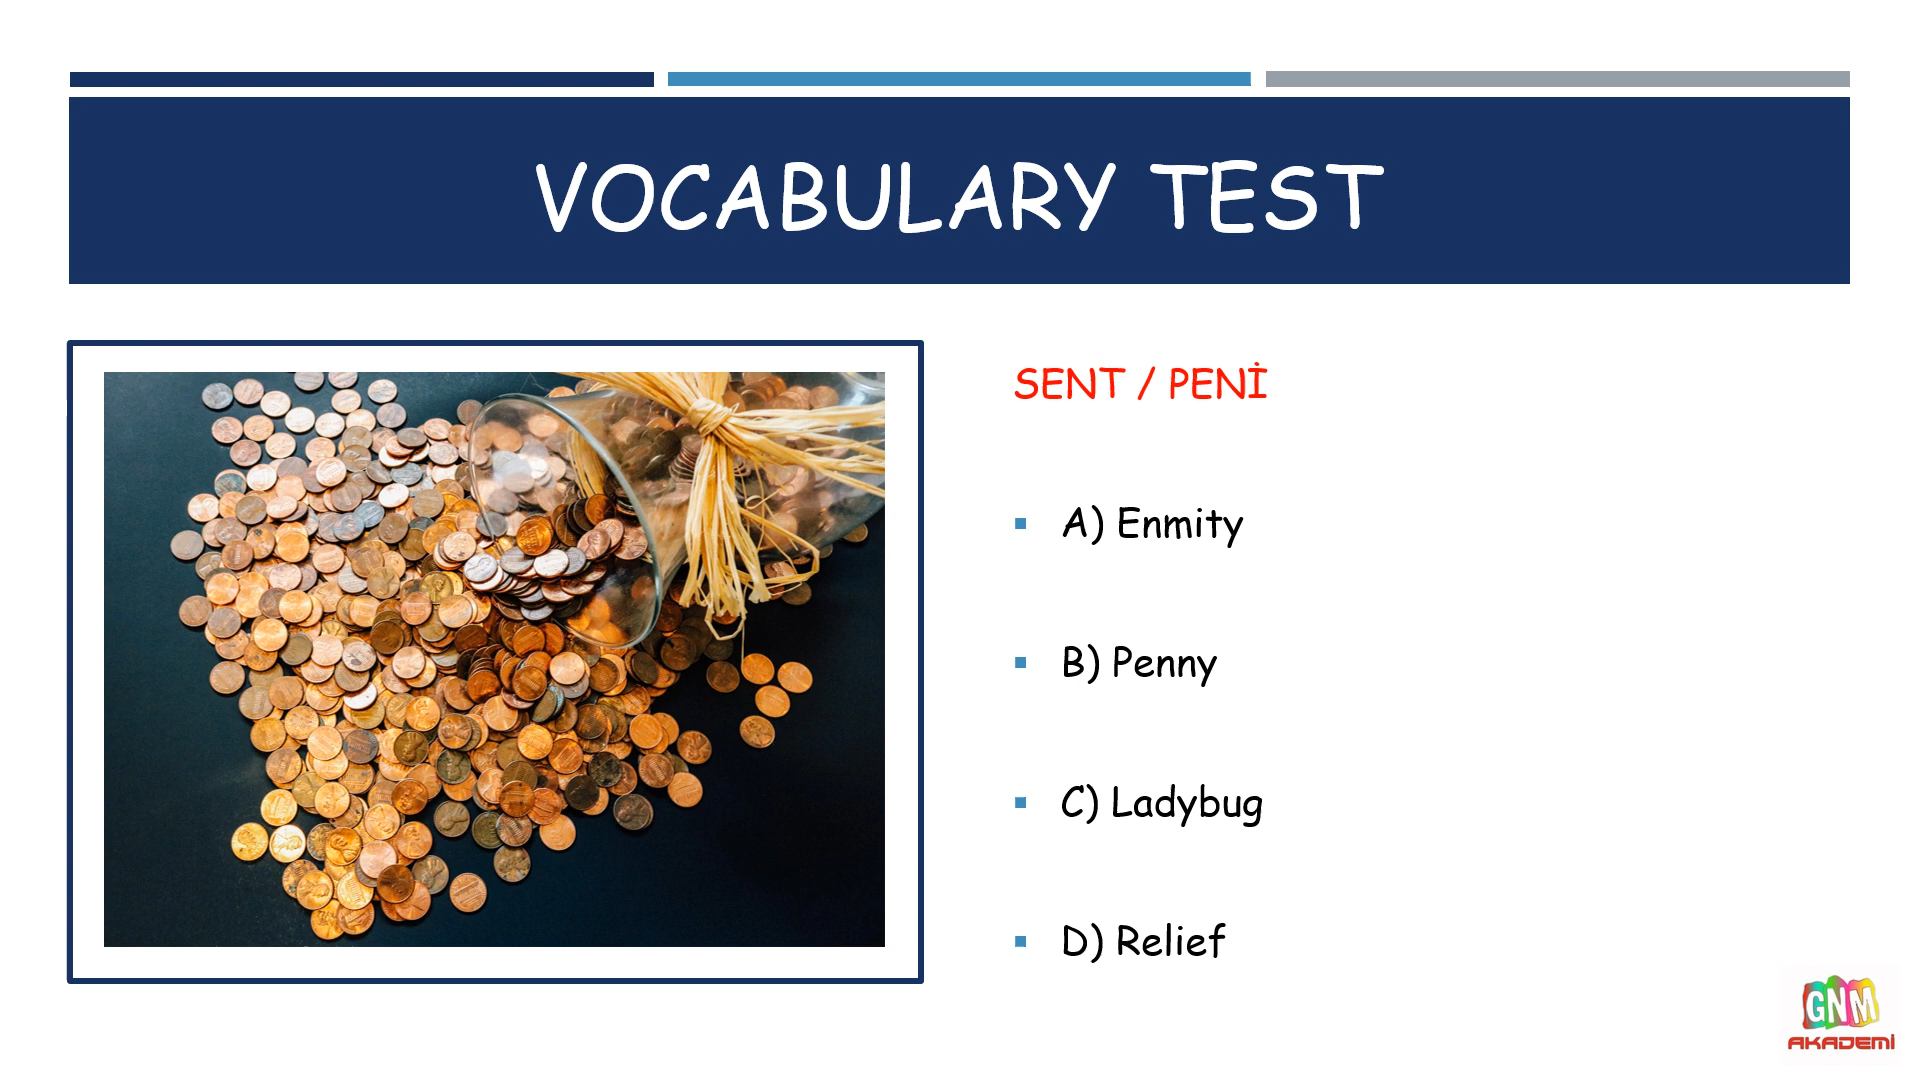 VOCABULARY TEST
SENT / PENİ
A) Enmity
B) Penny
C) Ladybug
D) Relief
GNM
AKADEMİ